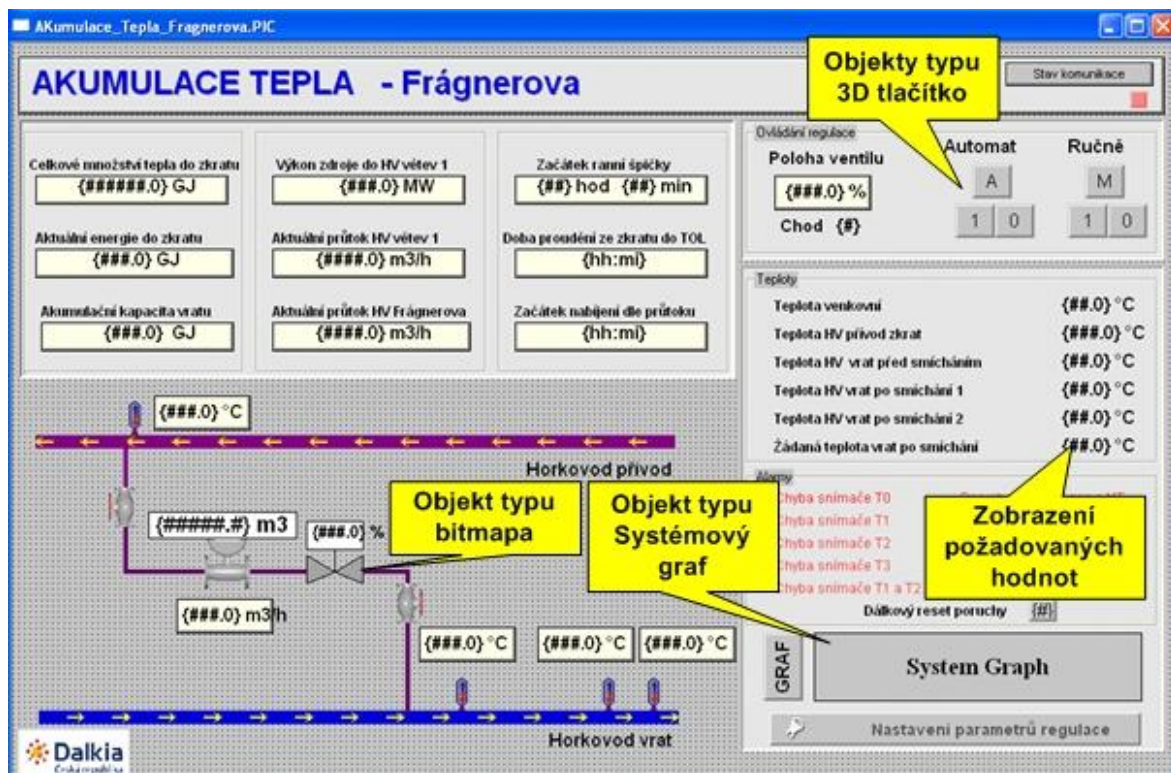 AKumulace_Tepla_Fragnerova.PIC
AKUMULACE TEPLA - Frágnerova
Objekty typu
3D tlačítko
Stav komunikace
Celkové množství tepla do zkratu
{######.0} GJ
Aktuální energie do zkratu
{###.0} GJ
Akumulační kapacita vratu
{###.0} GJ
Výkon zdroje do HV větev 1
{###.0} MW
Aktuální průtok HV větev 1
{####.0} m3/h
Aktuální průtok HV Frágnerova
{####.0} m3/h
Začátek ranní špičky
{##} hod {##} min
Doba proudění ze zkratu do TOL
{hh:mi}
Začátek nabíjení dle průtoku
{hh:mi}
Ovládání regulace
Poloha ventilu
{###.0} %
Chod {#}
Automat
A
1 0
Ručně
M
1 0
Teploty
Teplota venkovní {##.0} °C
Teplota HV přívod zkrat {###.0} °C
Teplota HV vrat před smícháním {##.0} °C
Teplota HV vrat po smíchání 1 {##.0} °C
Teplota HV vrat po smíchání 2 {##.0} °C
Žádaná teplota vrat po smíchání {##.0} °C
{###.0} °C
Horkovod přívod
{#####.#} m3
{###.0} %
Objekt typu
bitmapa
Objekt typu
Systémový
graf
Zobrazení
požadovaných
hodnot
Alarmy
Chyba snímače T0
Chyba snímače T1
Chyba snímače T2
Chyba snímače T3
Chyba snímače T1 a T2
Dálkový reset poruchy {#}
{###.0} m3/h
{###.0} °C {###.0} °C {###.0} °C
GRAF
System Graph
Horkovod vrat
Nastavení parametrů regulace
Dalkia